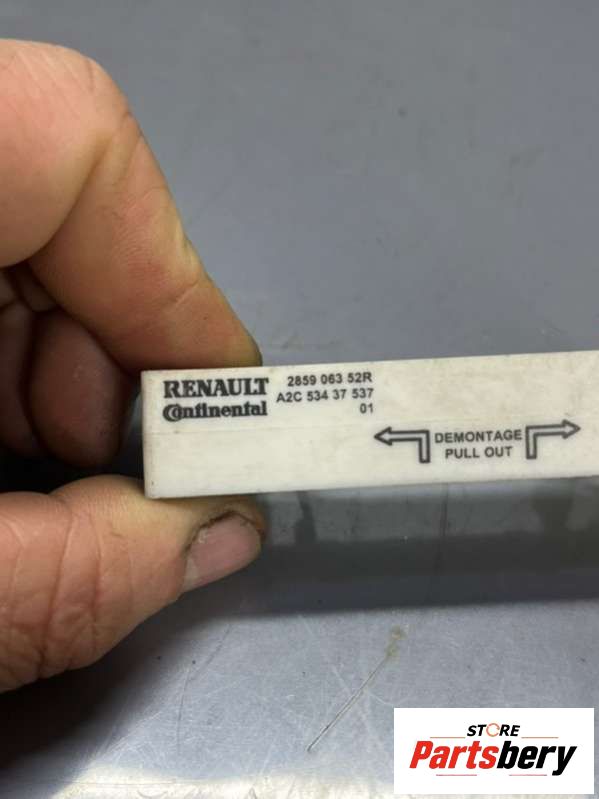 RENAULT 2859 063 52R
Continental A2C 534 37 537
01
DEMONTAGE
PULL OUT
STORE
Partsbery